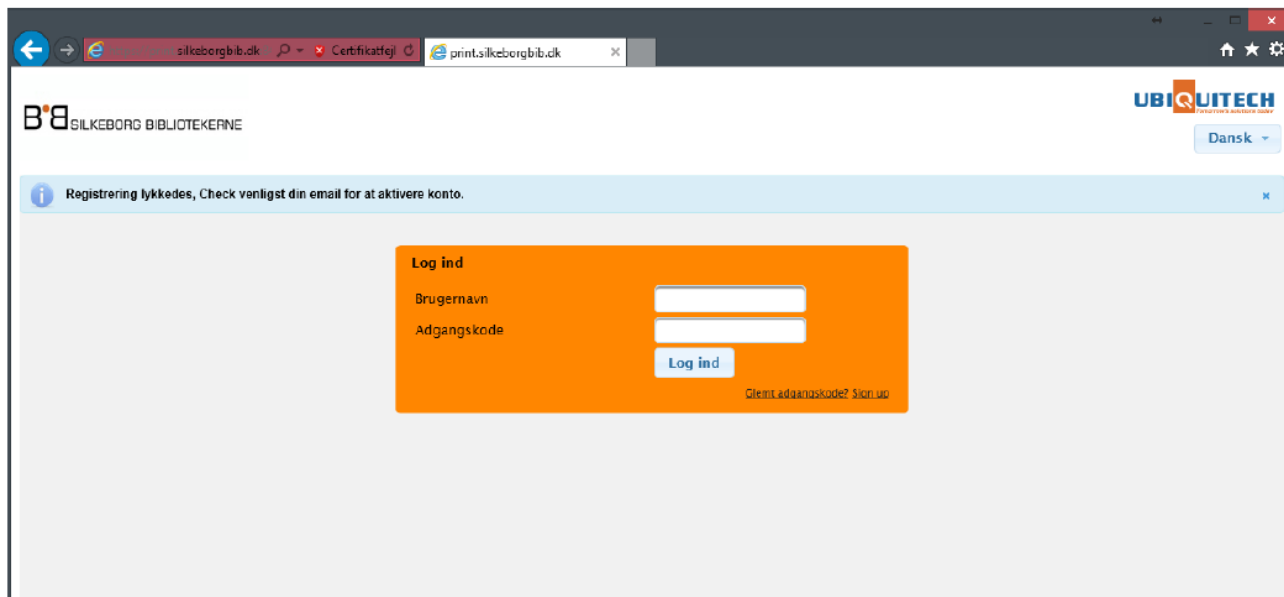 silkeborgbib.dk Certifikatfejl print.silkeborgbib.dk
B*B SILKEBORG BIBLIOTEKERNE
UBIQUITECH
Dansk
Registrering lykkedes, Check venligst din email for at aktivere konto.
Log ind
Brugernavn
Adgangskode
Log ind
Glemt adgangskode? Sign up